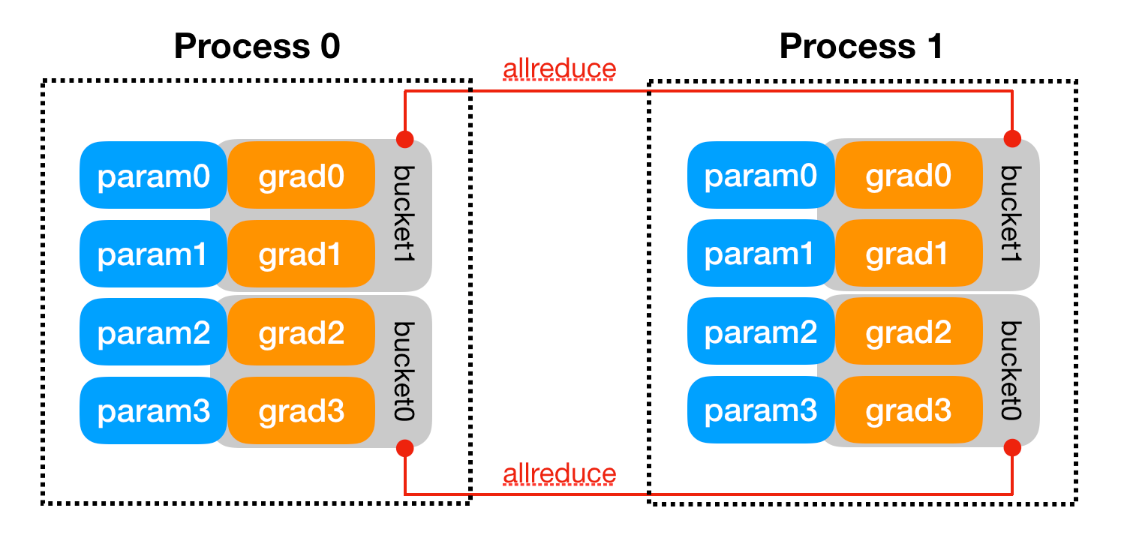 Process 0
Process 1
allreduce
param0 grad0
param1 grad1
bucket1
param2 grad2
param3 grad3
bucket0
param0 grad0
param1 grad1
bucket1
param2 grad2
param3 grad3
bucket0
allreduce